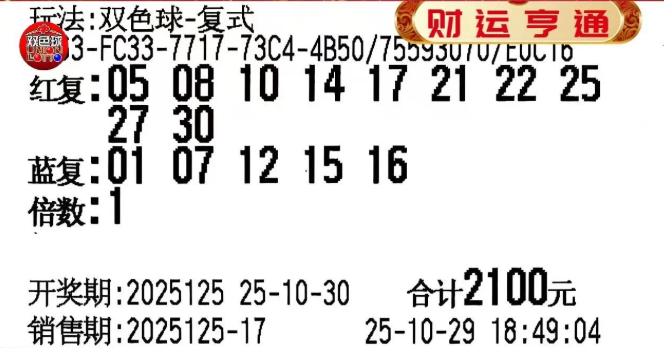 玩法:双色球-复式
财运亨通
双色球
LOTTO
03-FC33-7717-73C4-4B50/75593070/E0C16
红复:05 08 10 14 17 21 22 25
27 30
蓝复:01 07 12 15 16
倍数:1
开奖期:2025125 25-10-30 合计2100元
销售期:2025125-17 25-10-29 18:49:04